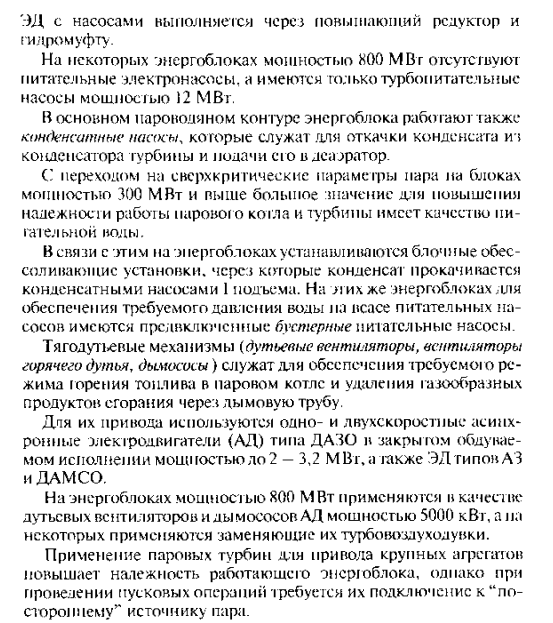 ЭД с насосами выполняется через повышающий редуктор и
гидромуфту.
На некоторых энергоблоках мощностью 800 МВт отсутствуют
питательные электронасосы, а имеются только турбопитательные
насосы мощностью 12 МВт.
В основном пароводяном контуре энергоблока работают также
конденсатные насосы, которые служат для откачки конденсата из
конденсатора турбины и подачи его в деаэратор.
С переходом на сверхкритические параметры пара на блоках
мощностью 300 МВт и выше большое значение для повышения
надежности работы парового котла и турбины имеет качество пи-
тательной воды.
В связи с этим на энергоблоках устанавливаются блочные обес-
соливающие установки, через которые конденсат прокачивается
конденсатными насосами I подъема. На этих же энергоблоках для
обеспечения требуемого давления воды на всасе питательных на-
сосов имеются предвключенные бустерные питательные насосы.
Тягодутьевые механизмы (дутьевые вентиляторы, вентиляторы
горячего дутья, дымососы) служат для обеспечения требуемого ре-
жима горения топлива в паровом котле и удаления газообразных
продуктов сгорания через дымовую трубу.
Для их привода используются одно- и двухскоростные асинх-
ронные электродвигатели (АД) типа ДАЗО в закрытом обдувае-
мом исполнении мощностью до 2 – 3,2 МВт, а также ЭД типов АЗ
и ДАМСО.
На энергоблоках мощностью 800 МВт применяются в качестве
дутьевых вентиляторов и дымососов АД мощностью 5000 кВт, а на
некоторых применяются заменяющие их турбовоздуходувки.
Применение паровых турбин для привода крупных агрегатов
повышает надежность работающего энергоблока, однако при
проведении пусковых операций требуется их подключение к “по-
стороннему” источнику пара.